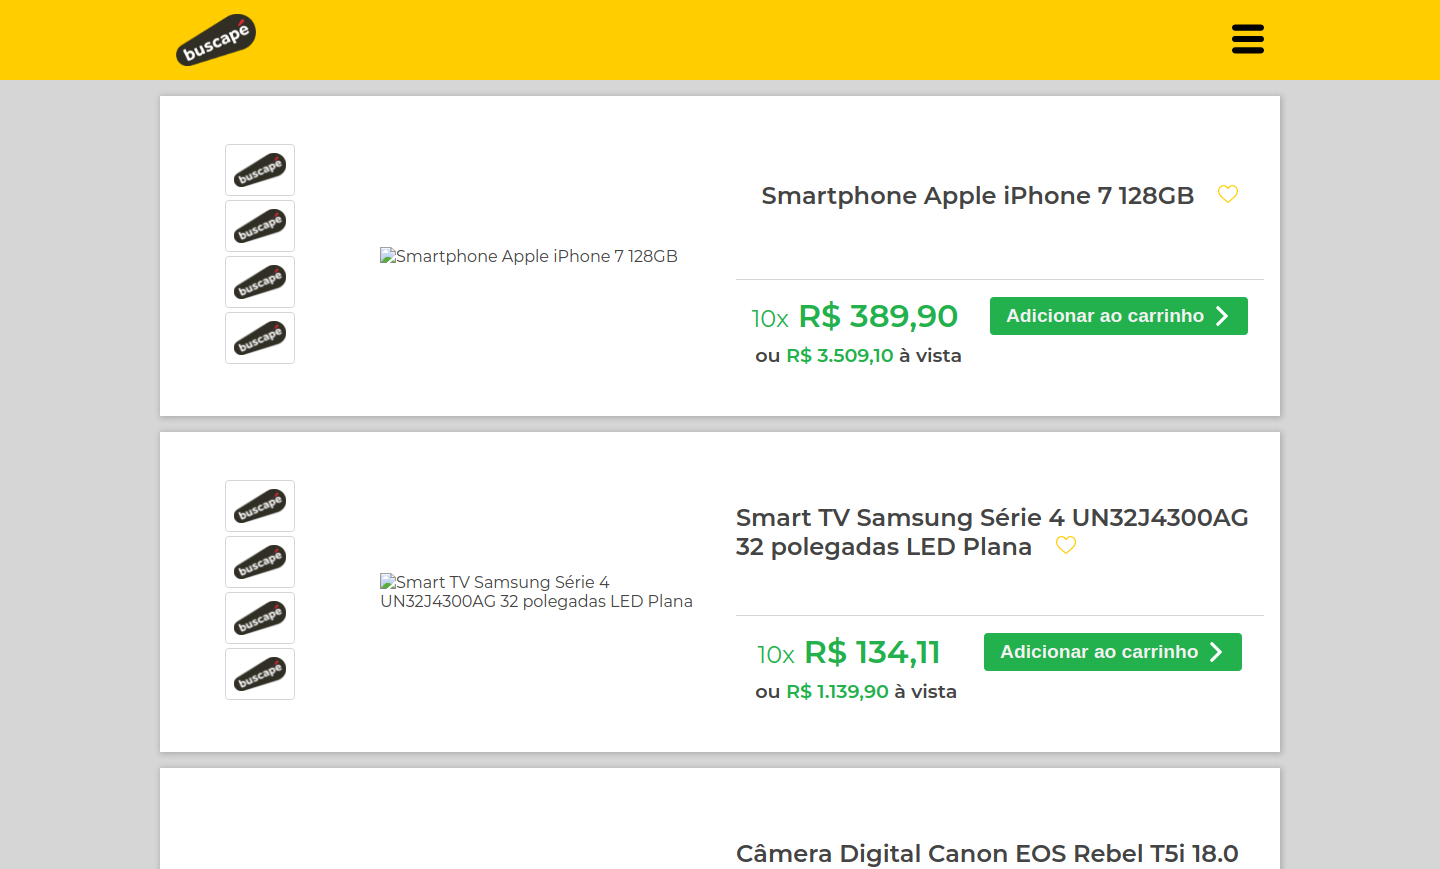 buscapé
buscapé
buscapé
buscapé
buscapé
Smartphone Apple iPhone 7 128GB
Smartphone Apple iPhone 7 128GB
10x R$ 389,90
Adicionar ao carrinho
ou R$ 3.509,10 à vista
buscapé
buscapé
buscapé
buscapé
Smart TV Samsung Série 4
UN32J4300AG 32 polegadas LED Plana
Smart TV Samsung Série 4 UN32J4300AG
32 polegadas LED Plana
10x R$ 134,11
Adicionar ao carrinho
ou R$ 1.139,90 à vista
Câmera Digital Canon EOS Rebel T5i 18.0